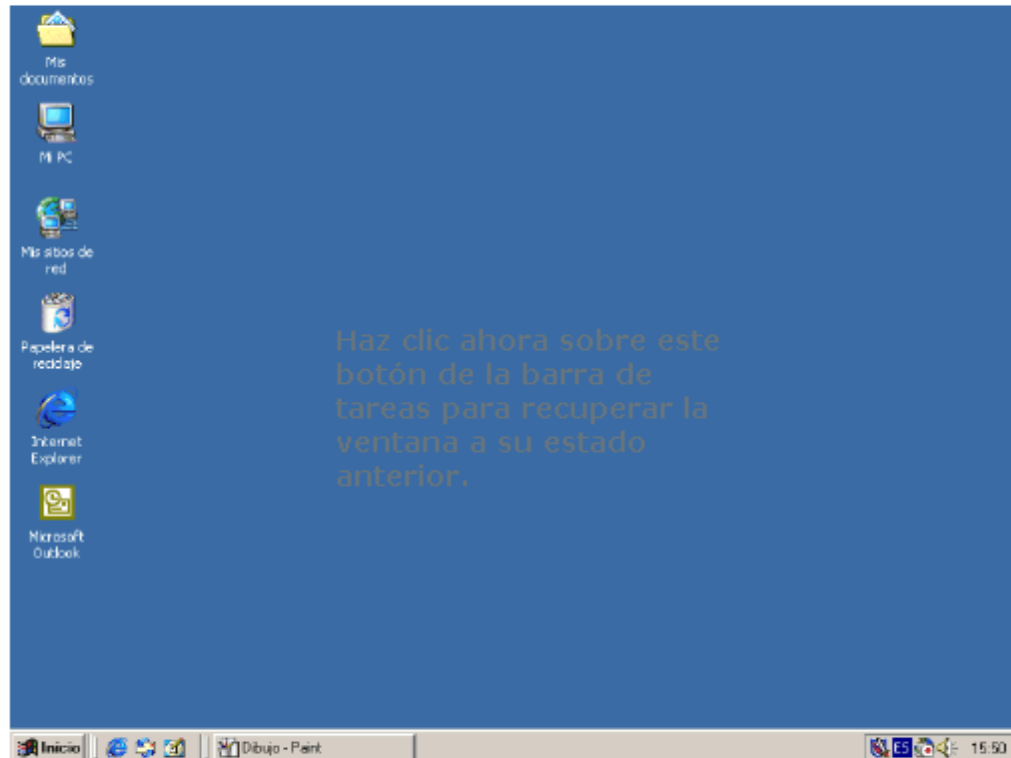 Mis
documentos
Mi PC
Mis sitios de
red
Papelera de
reciclaje
Internet
Explorer
Microsoft
Outlook
Haz clic ahora sobre este
botón de la barra de
tareas para recuperar la
ventana a su estado
anterior.
Inicio
Dibujo - Paint
ES
15:50